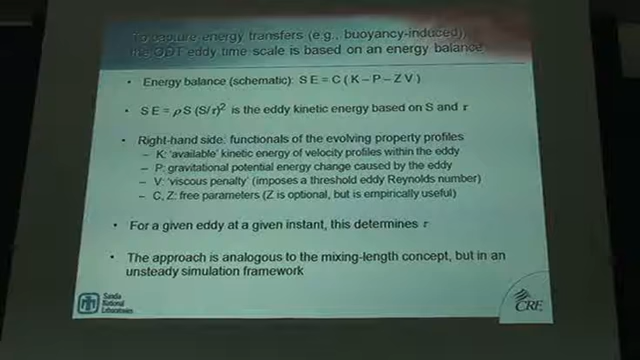 To capture energy transfers (e.g., buoyancy-induced),
the ODT eddy time scale is based on an energy balance
• Energy balance (schematic): S E = C ( K – P – Z V )
• S E = ρ S (S/τ)² is the eddy kinetic energy based on S and τ
• Right-hand side: functionals of the evolving property profiles
– K: 'available' kinetic energy of velocity profiles within the eddy
– P: gravitational potential energy change caused by the eddy
– V: 'viscous penalty' (imposes a threshold eddy Reynolds number)
– C, Z: free parameters (Z is optional, but is empirically useful)
• For a given eddy at a given instant, this determines τ
• The approach is analogous to the mixing-length concept, but in an
unsteady simulation framework
Sandia
National
Laboratories
CRE